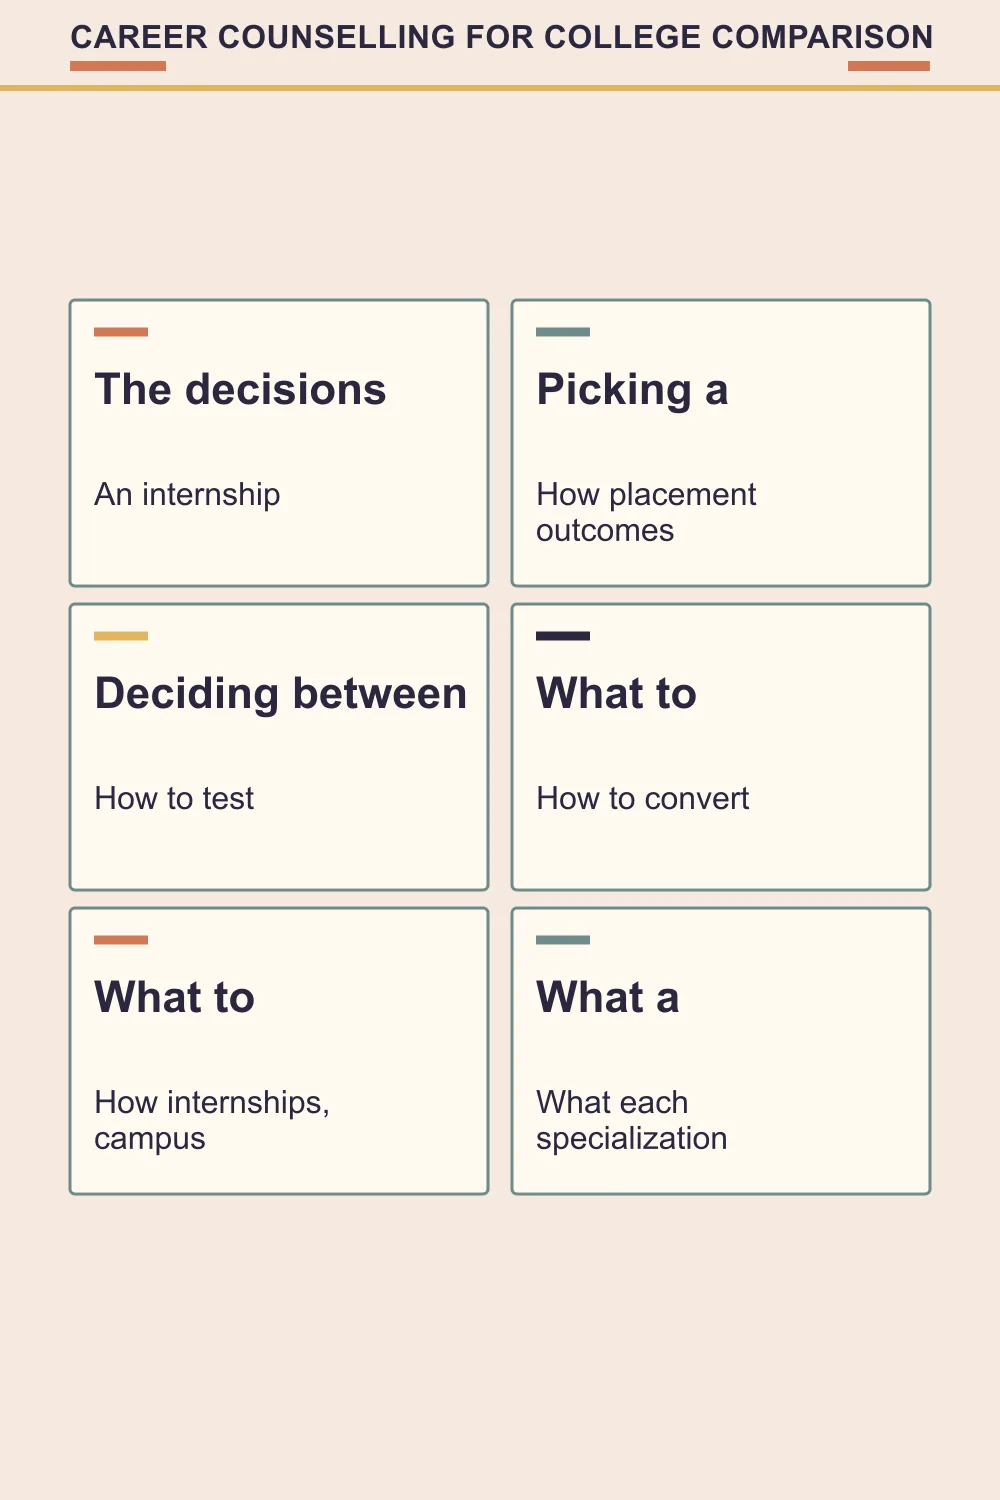 CAREER COUNSELLING FOR COLLEGE COMPARISON
The decisions
An internship
Picking a
How placement
outcomes
Deciding between
How to test
What to
How to convert
What to
How internships,
campus
What a
What each
specialization